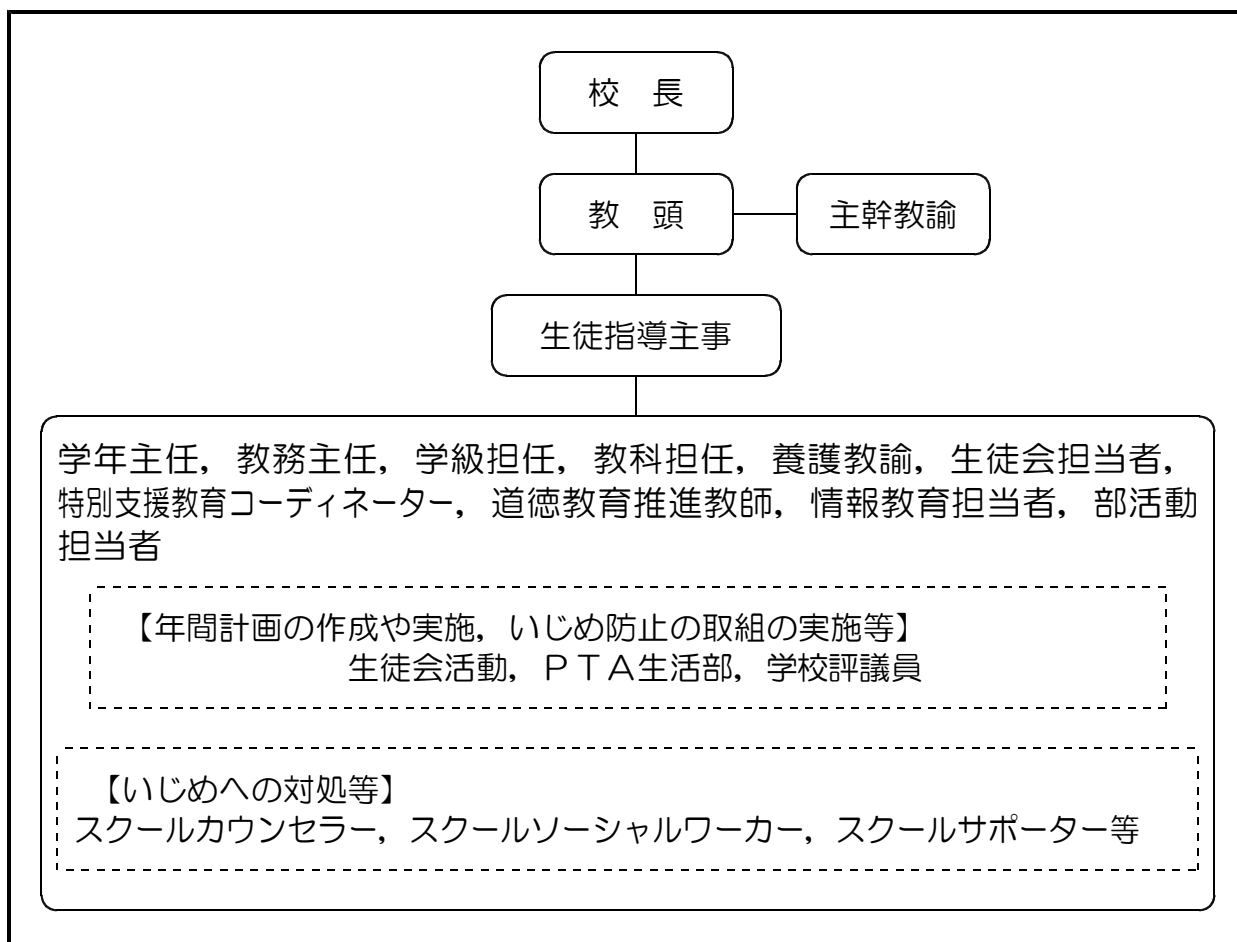 校　長
教　頭
主幹教諭
生徒指導主事
学年主任，教務主任，学級担任，教科担任，養護教諭，生徒会担当者，
特別支援教育コーディネーター，道徳教育推進教師，情報教育担当者，部活動
担当者
【年間計画の作成や実施，いじめ防止の取組の実施等】
生徒会活動，ＰＴＡ生活部，学校評議員
【いじめへの対処等】
スクールカウンセラー，スクールソーシャルワーカー，スクールサポーター等